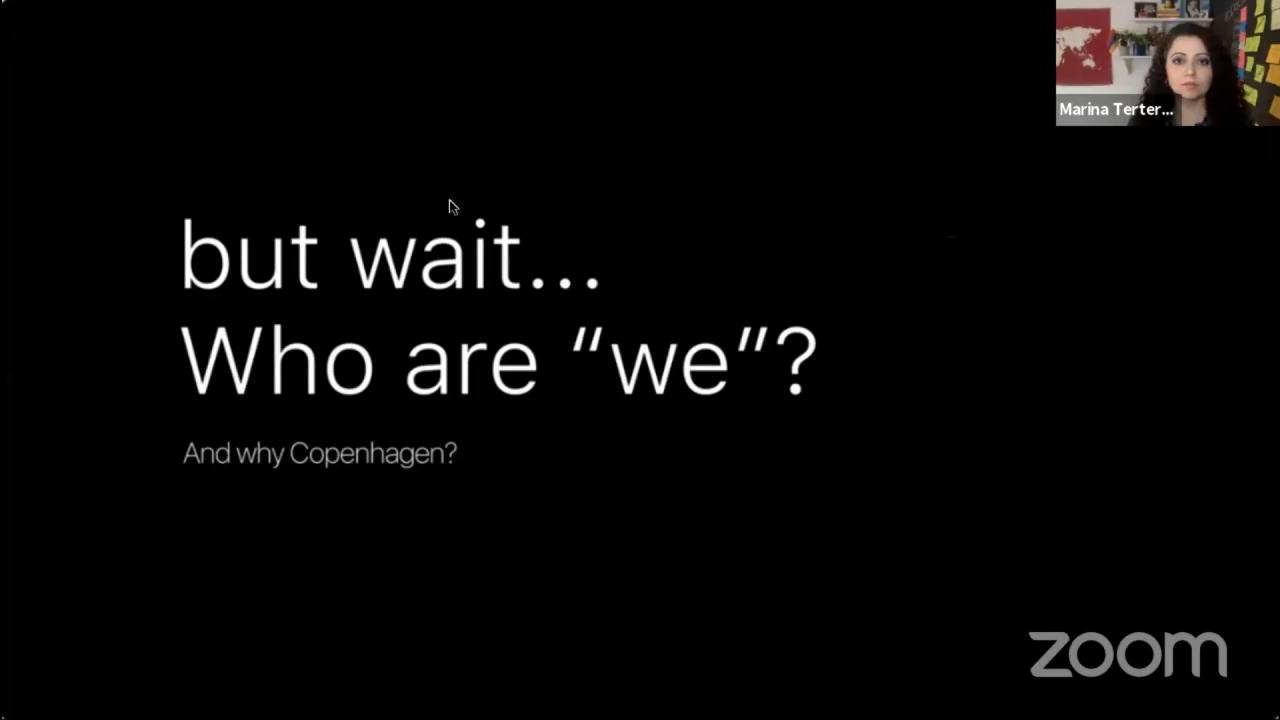 Marina Terter...
but wait...
Who are “we”?
And why Copenhagen?
zoom